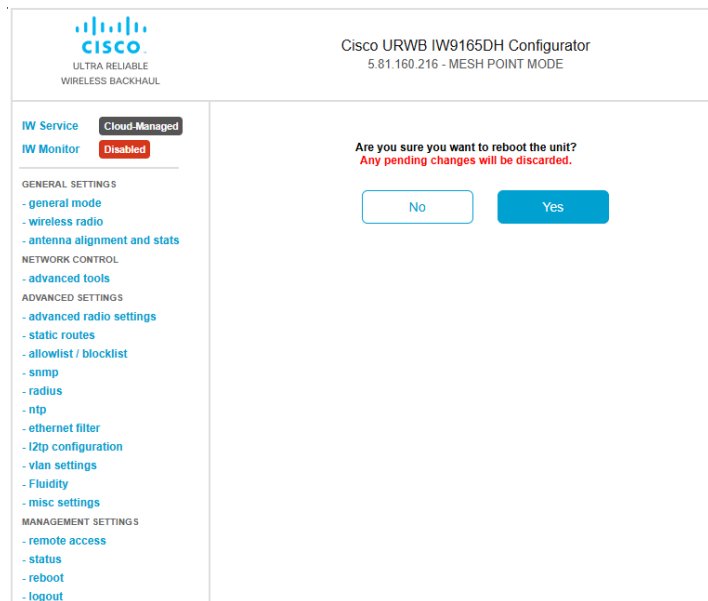 CISCO
ULTRA RELIABLE
WIRELESS BACKHAUL
Cisco URWB IW9165DH Configurator
5.81.160.216 - MESH POINT MODE
IW Service Cloud-Managed
IW Monitor Disabled
GENERAL SETTINGS
- general mode
- wireless radio
- antenna alignment and stats
NETWORK CONTROL
- advanced tools
ADVANCED SETTINGS
- advanced radio settings
- static routes
- allowlist / blocklist
- snmp
- radius
- ntp
- ethernet filter
- l2tp configuration
- vlan settings
- Fluidity
- misc settings
MANAGEMENT SETTINGS
- remote access
- status
- reboot
- logout
Are you sure you want to reboot the unit?
Any pending changes will be discarded.
No Yes